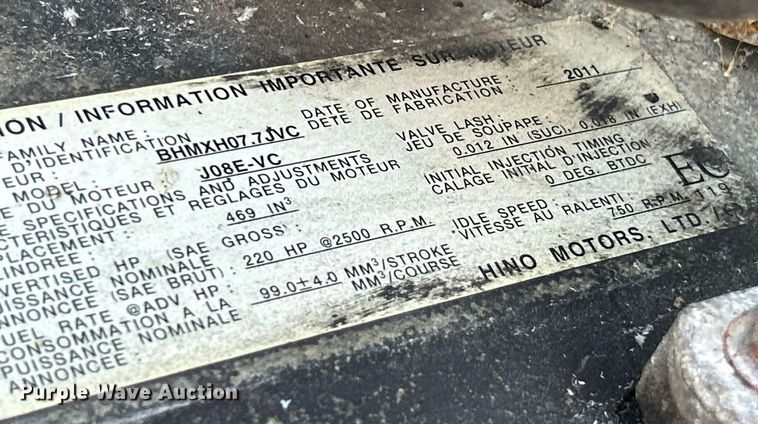 ION / INFORMATION IMPORTANTE SUR MOTEUR
FAMILY NAME :
D'IDENTIFICATION BHMXH07.7JVC
EUR :
MODEL : J08E-VC
DU MOTEUR :
SPECIFICATIONS AND ADJUSTMENTS
CTERISTIQUES ET REGLAGES DU MOTEUR
PLACEMENT : 469 IN³
LINDREE :
VERTISED HP (SAE GROSS) :
UISSANCE NOMINALE 220 HP @2500 R.P.M.
NNONCEE (SAE BRUT) :
FUEL RATE @ADV HP :
CONSOMMATION A LA 99.0±4.0 MM³/STROKE
PUISSANCE NOMINALE MM³/COURSE
ANNONCEE :
DATE OF MANUFACTURE : 2011
DETE DE FABRICATION :
VALVE LASH :
JEU DE SOUPAPE :
0.012 IN (SUC), 0.018 IN (EXH)
INITIAL INJECTION TIMING
CALAGE INITIAL D'INJECTION
0 DEG. BTDC
IDLE SPEED :
VITESSE AU RALENTI : 750 R.P.M.
HINO MOTORS, LTD.
Purple Wave Auction